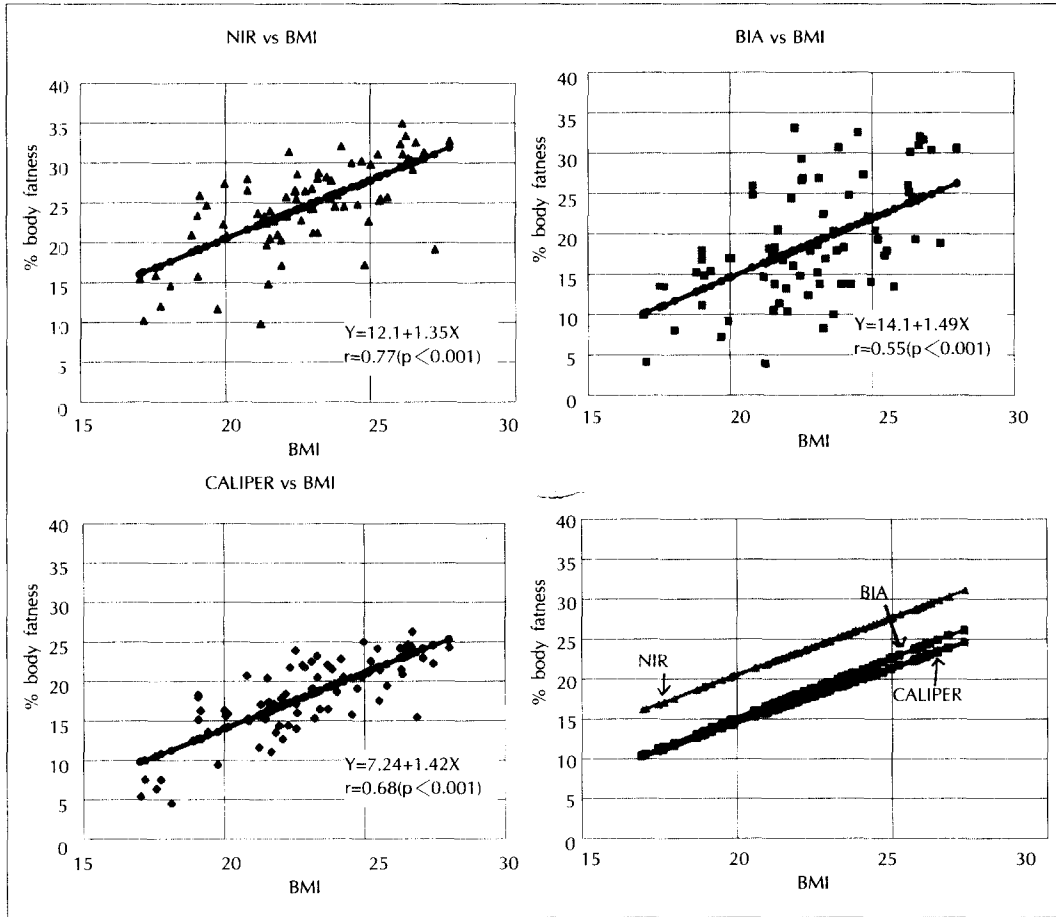 NIR vs BMI
% body fatness
40
35
30
25
20
15
10
5
0
15
20
25
30
BMI
Y=12.1+1.35X
r=0.77(p<0.001)
BIA vs BMI
% body fatness
40
35
30
25
20
15
10
5
0
15
20
25
30
BMI
Y=14.1+1.49X
r=0.55(p<0.001)
CALIPER vs BMI
% body fatness
40
35
30
25
20
15
10
5
0
15
20
25
30
BMI
Y=7.24+1.42X
r=0.68(p<0.001)
% body fatness
40
35
30
25
20
15
10
5
0
15
20
25
30
BMI
NIR
BIA
CALIPER